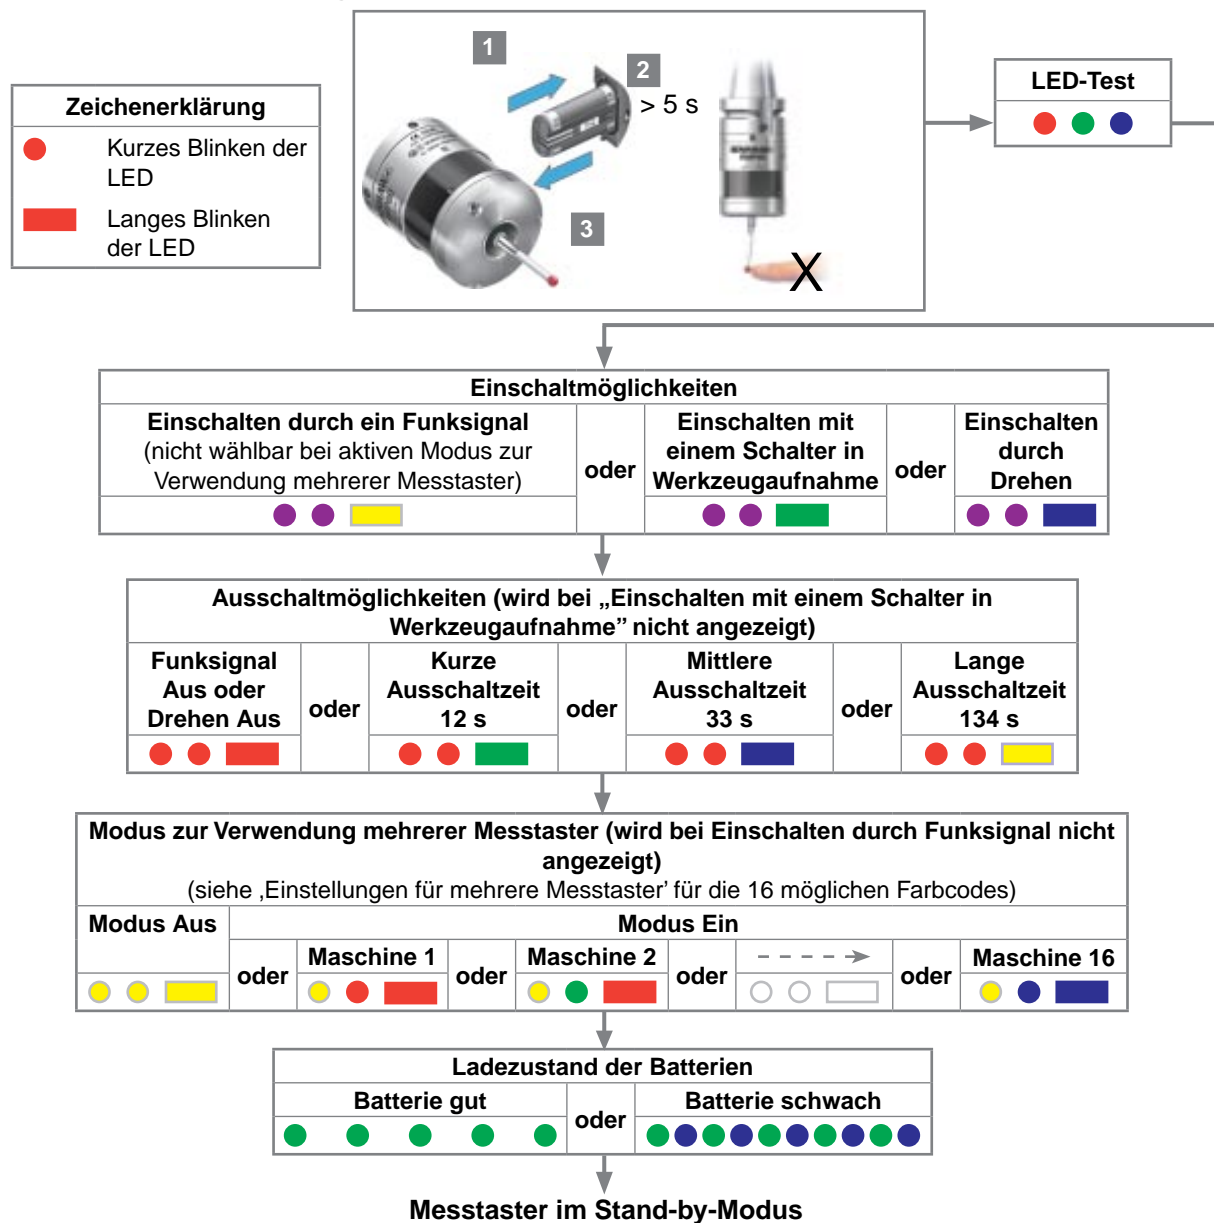 1
2
> 5 s
3
X
LED-Test
Zeichenerklärung
Kurzes Blinken der
LED
Langes Blinken
der LED
Einschaltmöglichkeiten
Einschalten durch ein Funksignal
(nicht wählbar bei aktiven Modus zur
Verwendung mehrerer Messtaster)
oder
Einschalten mit
einem Schalter in
Werkzeugaufnahme
oder
Einschalten
durch
Drehen
Ausschaltmöglichkeiten (wird bei „Einschalten mit einem Schalter in
Werkzeugaufnahme” nicht angezeigt)
Funksignal
Aus oder
Drehen Aus
oder
Kurze
Ausschaltzeit
12 s
oder
Mittlere
Ausschaltzeit
33 s
oder
Lange
Ausschaltzeit
134 s
Modus zur Verwendung mehrerer Messtaster (wird bei Einschalten durch Funksignal nicht
angezeigt)
(siehe ‚Einstellungen für mehrere Messtaster’ für die 16 möglichen Farbcodes)
Modus Aus
Modus Ein
oder
Maschine 1
oder
Maschine 2
oder
oder
Maschine 16
Ladezustand der Batterien
Batterie gut
oder
Batterie schwach
Messtaster im Stand-by-Modus